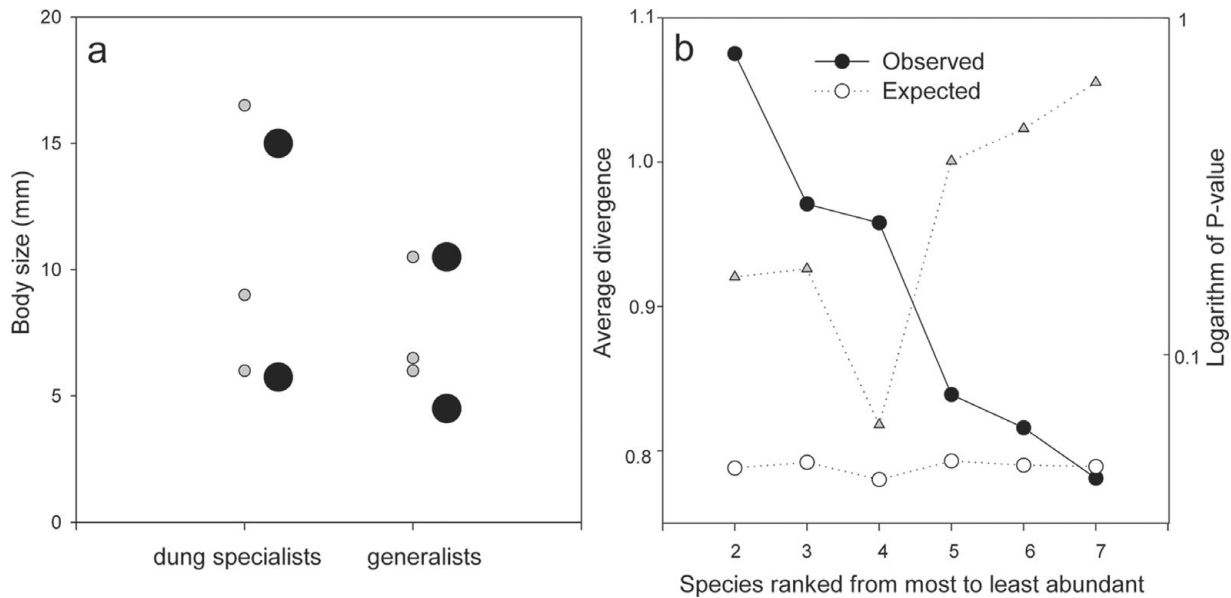 a
20
15
10
5
0
Body size (mm)
dung specialists
generalists
b
Observed
Expected
1.1
1.0
0.9
0.8
Average divergence
1
0.1
Logarithm of P-value
2 3 4 5 6 7
Species ranked from most to least abundant